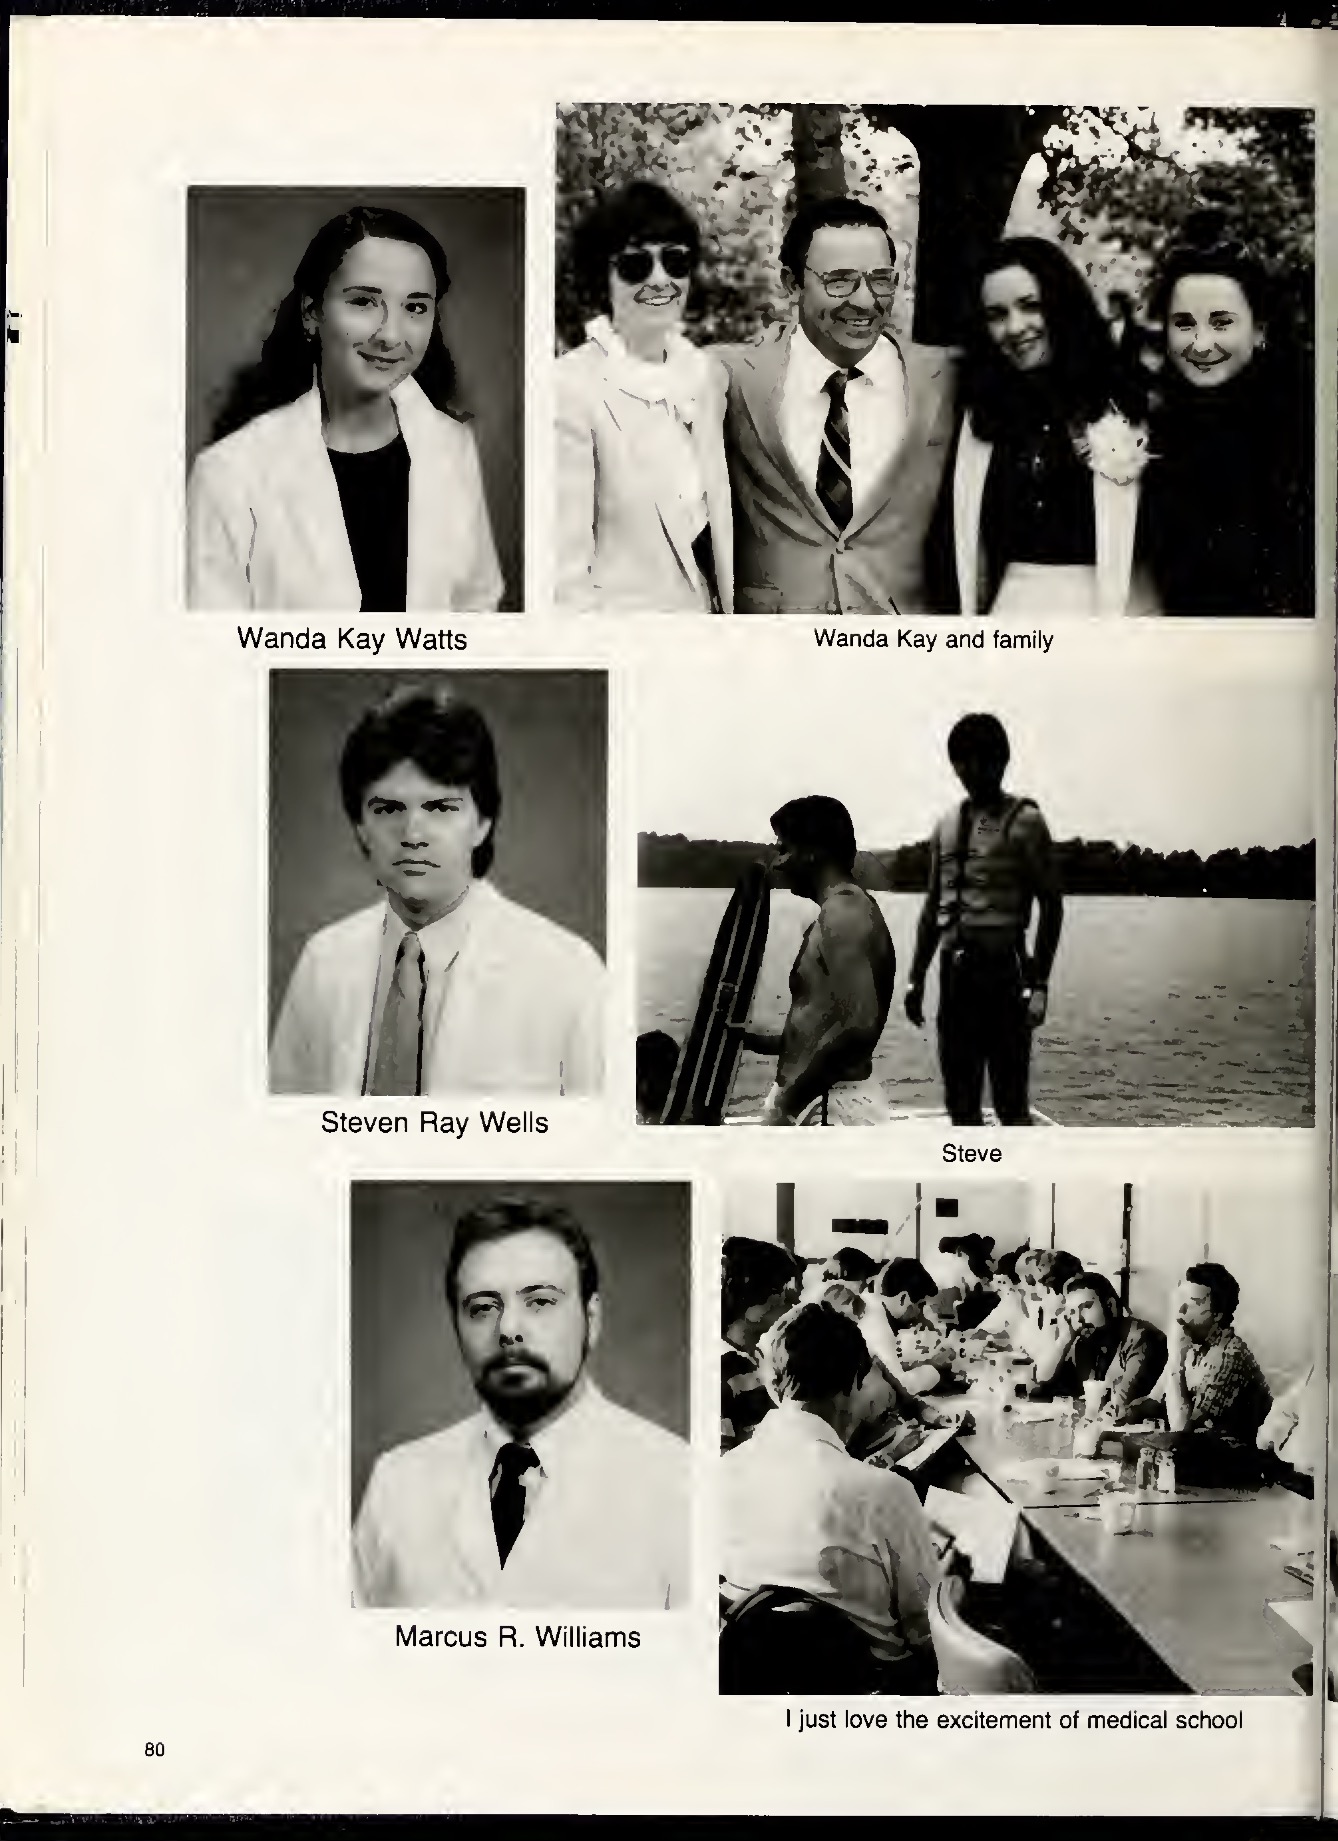 Wanda Kay Watts
Wanda Kay and family
Steven Ray Wells
Steve
Marcus R. Williams
I just love the excitement of medical school
80